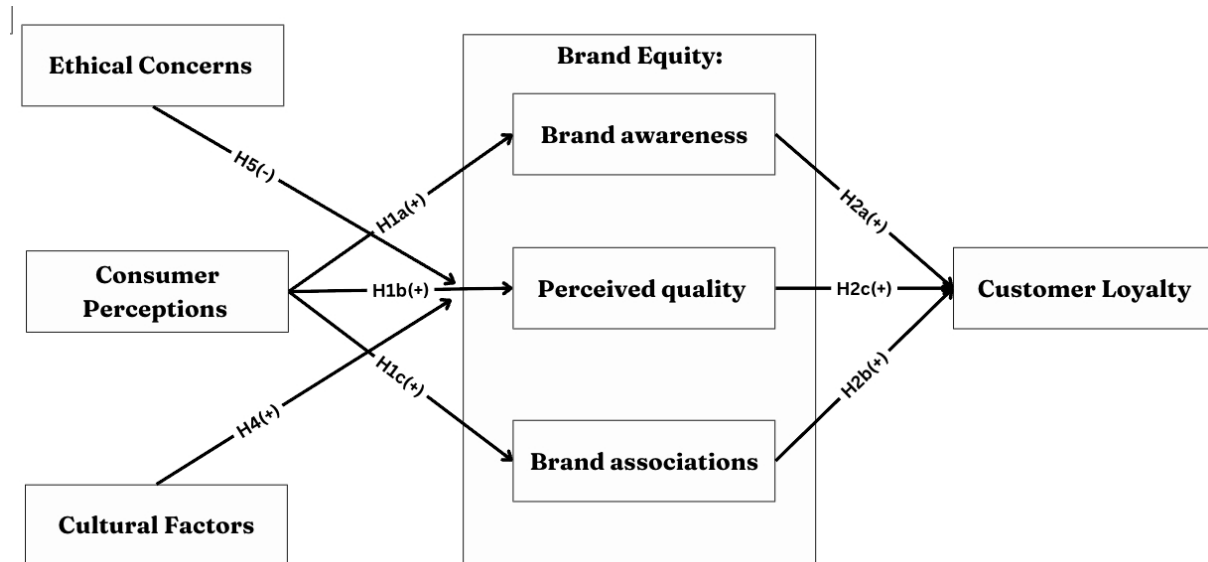 Ethical Concerns
Brand Equity:
Brand awareness
H5(-)
H1a(+)
H2a(+)
Consumer
Perceptions
H1b(+)
Perceived quality
H2c(+)
Customer Loyalty
H1c(+)
H2b(+)
H4(+)
Brand associations
Cultural Factors